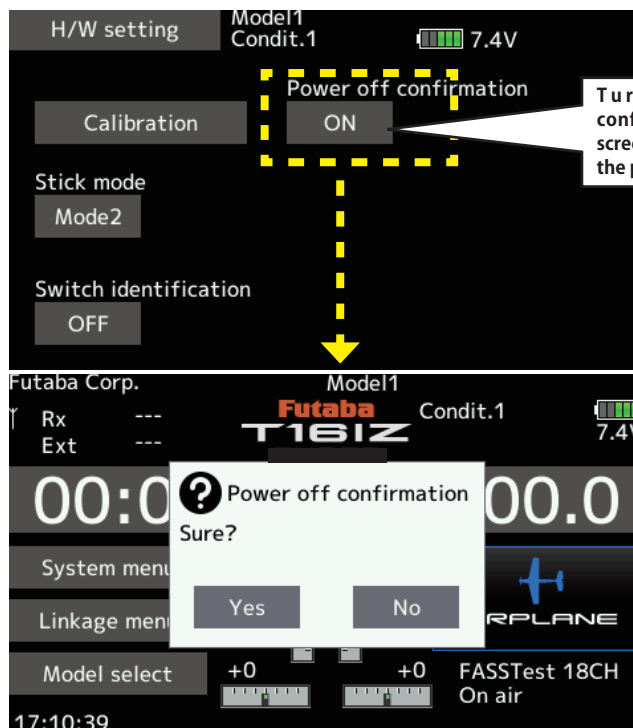 H/W setting
Model1
Condit.1
7.4V
Power off confirmation
Calibration
ON
Stick mode
Mode2
Switch identification
OFF
the
Futaba Corp.
Model1
Rx ---
Futaba
Condit.1
Ext ---
T16IZ
Power off confirmation
Sure?
Yes
No
System menu
Linkage menu
Model select
+0
+0
FASSTest 18CH
On air
17:10:39